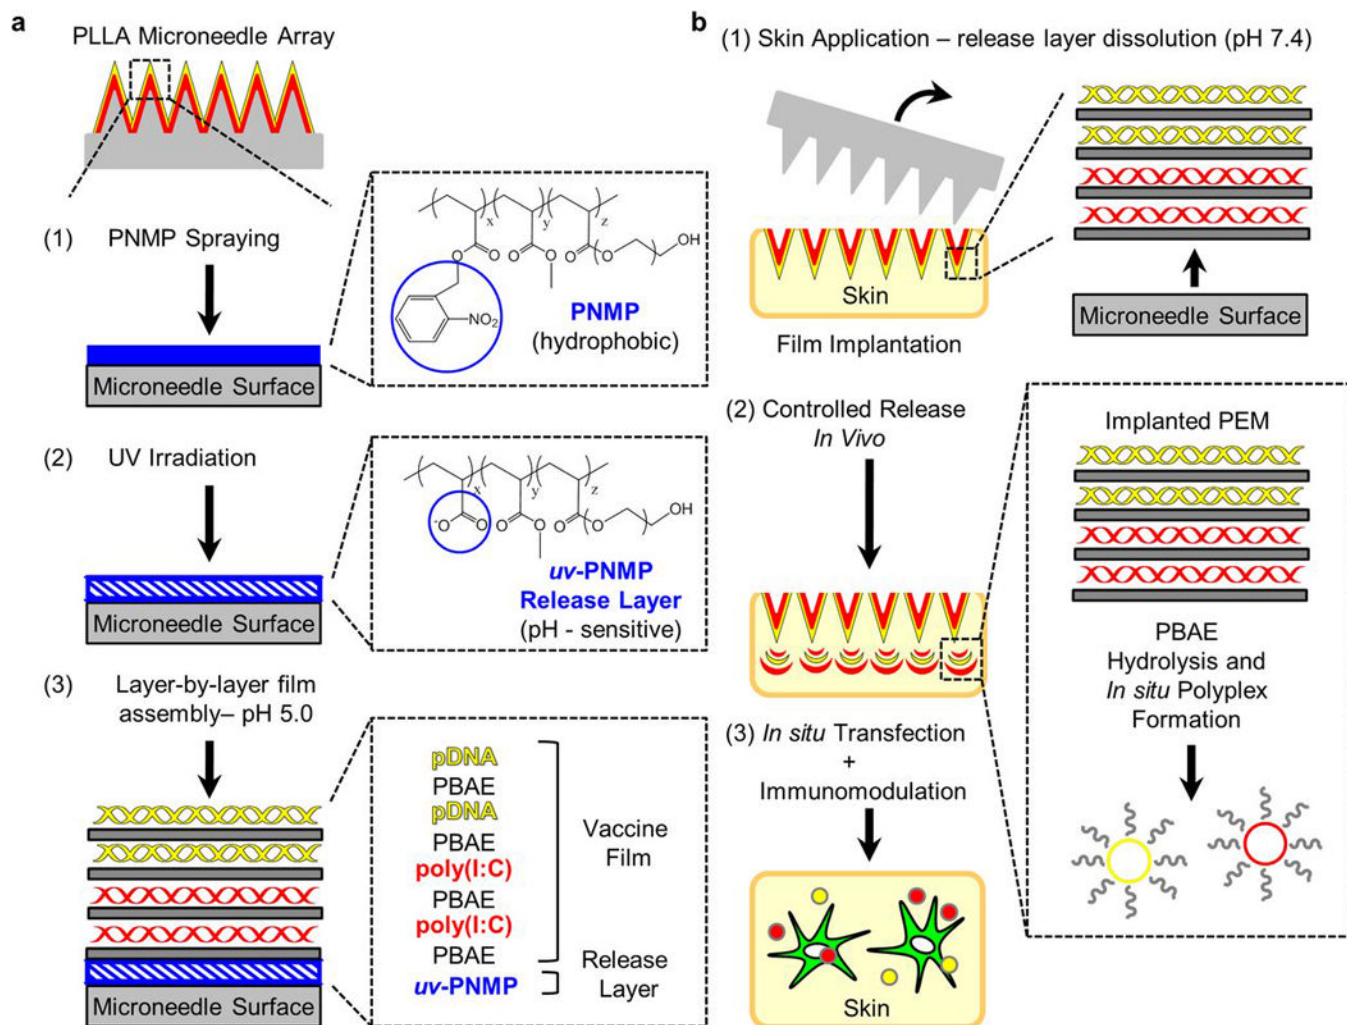 a
PLLA Microneedle Array
(1) PNMP Spraying
Microneedle Surface
x y z
O O O O O O OH
NO2
PNMP
(hydrophobic)
(2) UV Irradiation
Microneedle Surface
x y z
-O O O O O O OH
uv-PNMP
Release Layer
(pH - sensitive)
(3) Layer-by-layer film
assembly– pH 5.0
Microneedle Surface
pDNA
PBAE
pDNA
PBAE
poly(I:C)
PBAE
poly(I:C)
PBAE
uv-PNMP
Vaccine
Film
Release
Layer
b
(1) Skin Application – release layer dissolution (pH 7.4)
Skin
Film Implantation
Microneedle Surface
(2) Controlled Release
In Vivo
Implanted PEM
PBAE
Hydrolysis and
In situ Polyplex
Formation
(3) In situ Transfection
+
Immunomodulation
Skin